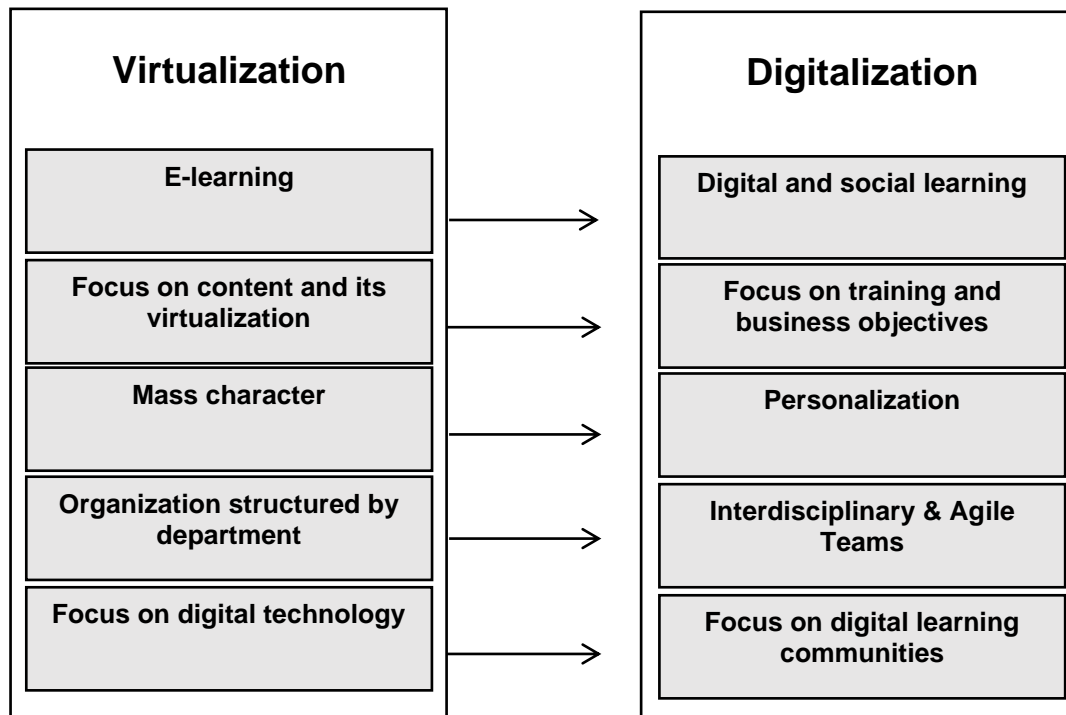 Virtualization
E-learning
Focus on content and its
virtualization
Mass character
Organization structured by
department
Focus on digital technology
Digitalization
Digital and social learning
Focus on training and
business objectives
Personalization
Interdisciplinary & Agile
Teams
Focus on digital learning
communities